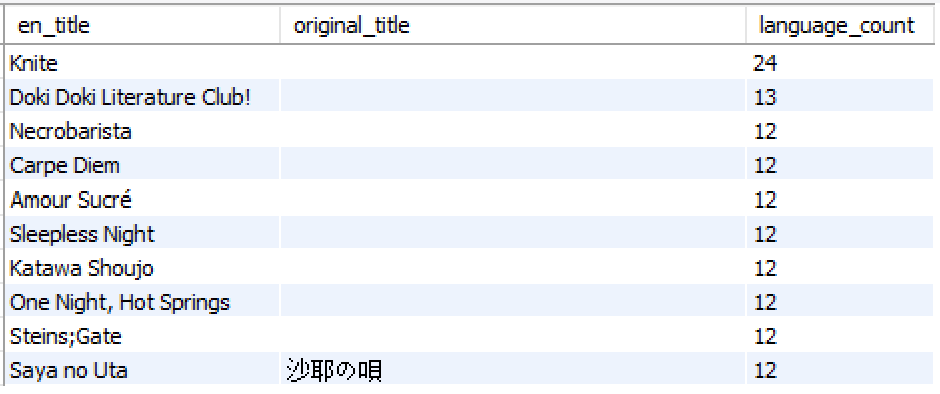 en_title original_title language_count
Knite 24
Doki Doki Literature Club! 13
Necrobarista 12
Carpe Diem 12
Amour Sucré 12
Sleepless Night 12
Katawa Shoujo 12
One Night, Hot Springs 12
Steins;Gate 12
Saya no Uta 沙耶の唄 12